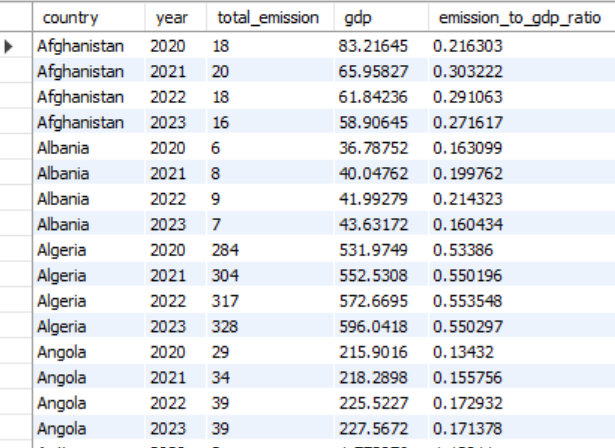 country year total_emission gdp emission_to_gdp_ratio
Afghanistan 2020 18 83.21645 0.216303
Afghanistan 2021 20 65.95827 0.303222
Afghanistan 2022 18 61.84236 0.291063
Afghanistan 2023 16 58.90645 0.271617
Albania 2020 6 36.78752 0.163099
Albania 2021 8 40.04762 0.199762
Albania 2022 9 41.99279 0.214323
Albania 2023 7 43.63172 0.160434
Algeria 2020 284 531.9749 0.53386
Algeria 2021 304 552.5308 0.550196
Algeria 2022 317 572.6695 0.553548
Algeria 2023 328 596.0418 0.550297
Angola 2020 29 215.9016 0.13432
Angola 2021 34 218.2898 0.155756
Angola 2022 39 225.5227 0.172932
Angola 2023 39 227.5672 0.171378